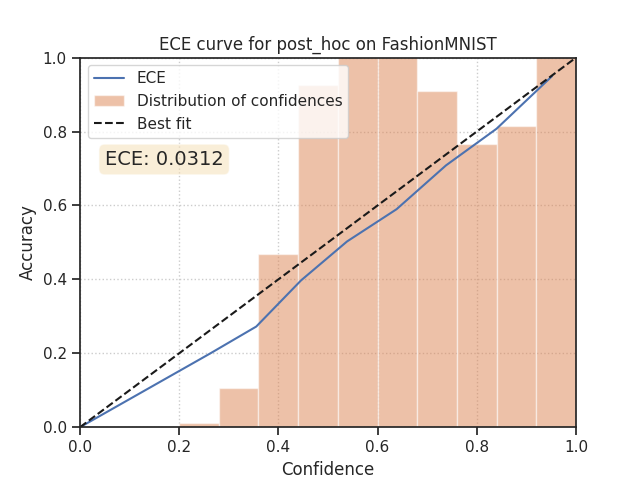 ECE curve for post_hoc on FashionMNIST
1.0
0.8
0.6
0.4
0.2
0.0
Accuracy
ECE
Distribution of confidences
Best fit
ECE: 0.0312
0.0 0.2 0.4 0.6 0.8 1.0
Confidence